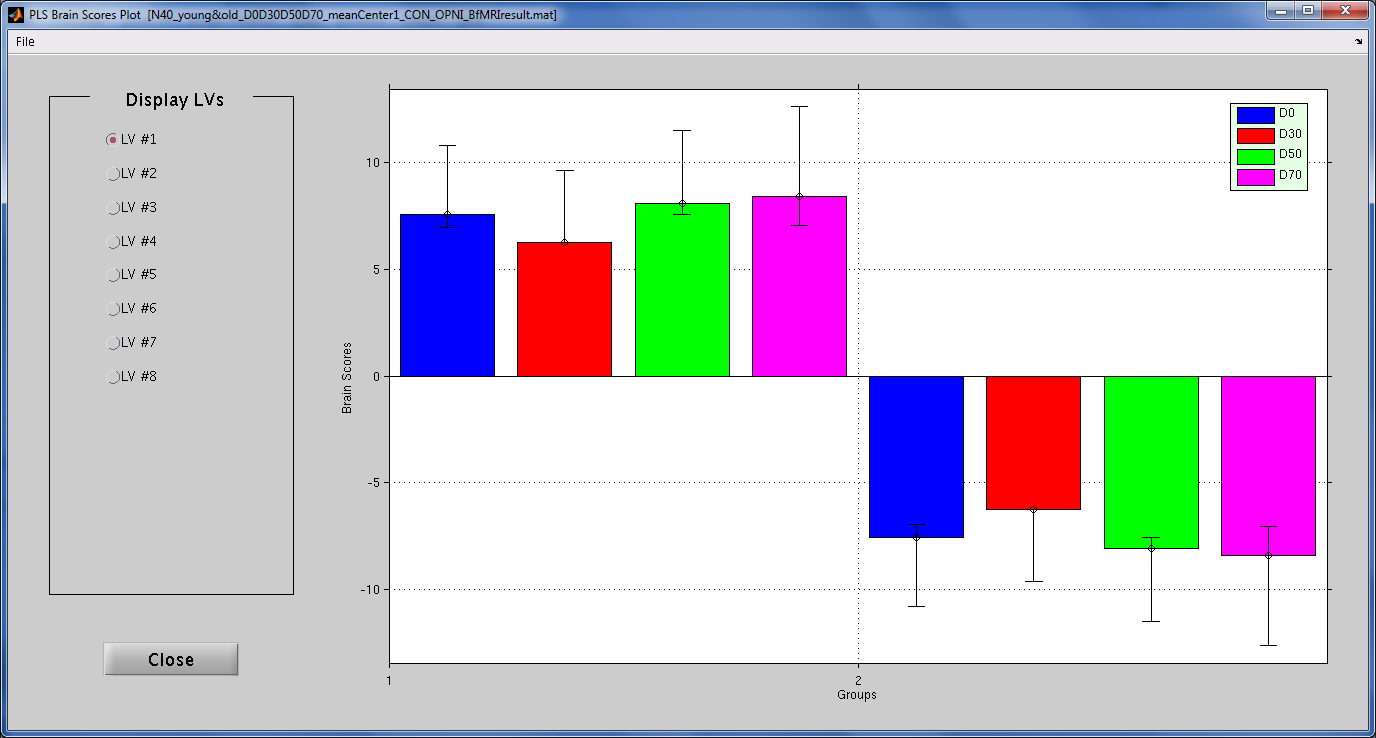 PLS Brain Scores Plot [N40_young&old_D0D30D50D70_meanCenter1_CON_OPNI_BfMRIresult.mat]
File
Display LVs
LV #1
LV #2
LV #3
LV #4
LV #5
LV #6
LV #7
LV #8
Close
Brain Scores
10
5
0
-5
-10
1
2
Groups
D0
D30
D50
D70